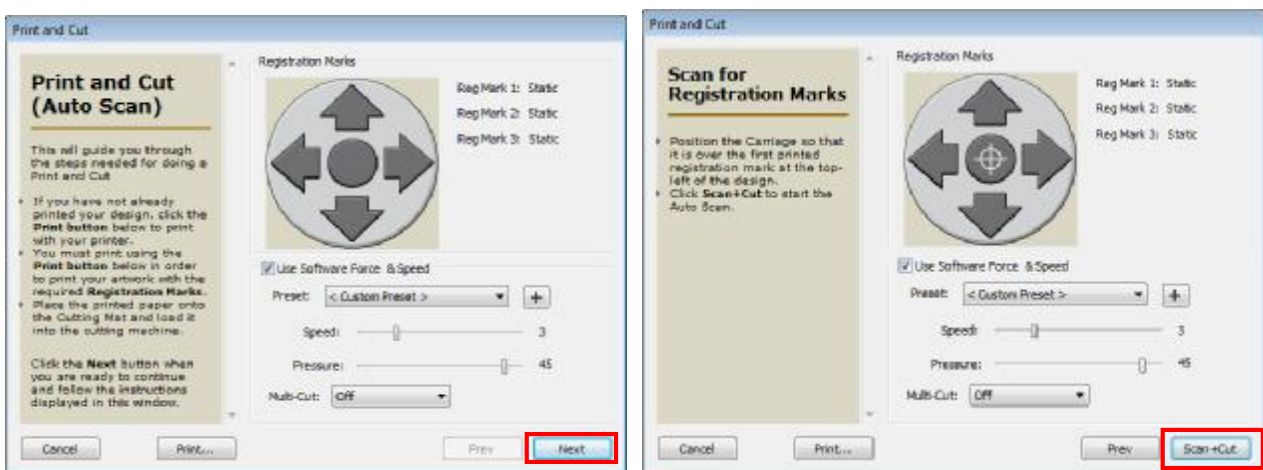 Print and Cut
Print and Cut
(Auto Scan)
This will guide you through
the steps needed for doing a
Print and Cut
If you have not already
printed your design, click the
Print button below to print
with your printer.
You must print using the
Print button below in order
to print your artwork with the
required Registration Marks.
Place the printed paper onto
the Cutting Mat and load it
into the cutting machine.
Click the Next button when
you are ready to continue
and follow the instructions
displayed in this window.
Registration Marks
Reg Mark 1: Static
Reg Mark 2: Static
Reg Mark 3: Static
Use Software Force & Speed
Preset: < Custom Preset >
Speed: 3
Pressure: 45
Multi-Cut: Off
Cancel Print... Prev Next
Print and Cut
Scan for
Registration Marks
Position the Carriage so that
it is over the first printed
registration mark at the top-
left of the design.
Click Scan+Cut to start the
Auto Scan.
Registration Marks
Reg Mark 1: Static
Reg Mark 2: Static
Reg Mark 3: Static
Use Software Force & Speed
Preset: < Custom Preset >
Speed: 3
Pressure: 45
Multi-Cut: Off
Cancel Print... Prev Scan+Cut